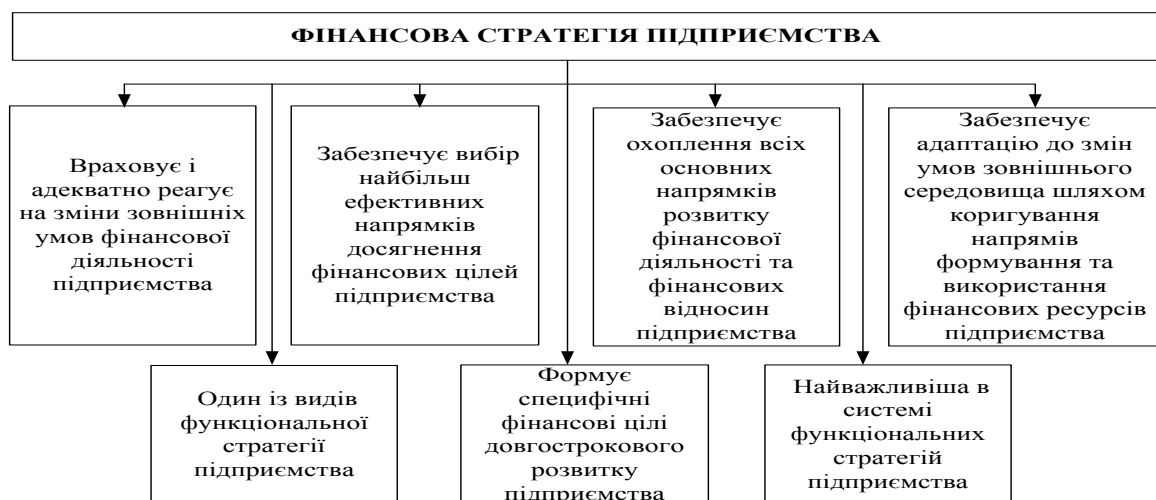 ФІНАНСОВА СТРАТЕГІЯ ПІДПРИЄМСТВА
Враховує і
адекватно реагує
на зміни зовнішніх
умов фінансової
діяльності
підприємства
Забезпечує вибір
найбільш
ефективних
напрямків
досягнення
фінансових цілей
підприємства
Забезпечує
охоплення всіх
основних
напрямків
розвитку
фінансової
діяльності та
фінансових
відносин
підприємства
Забезпечує
адаптацію до змін
умов зовнішнього
середовища шляхом
коригування
напрямів
формування та
використання
фінансових ресурсів
підприємства
Один із видів
функціональної
стратегії
підприємства
Формує
специфічні
фінансові цілі
довгострокового
розвитку
підприємства
Найважливіша в
системі
функціональних
стратегій
підприємства